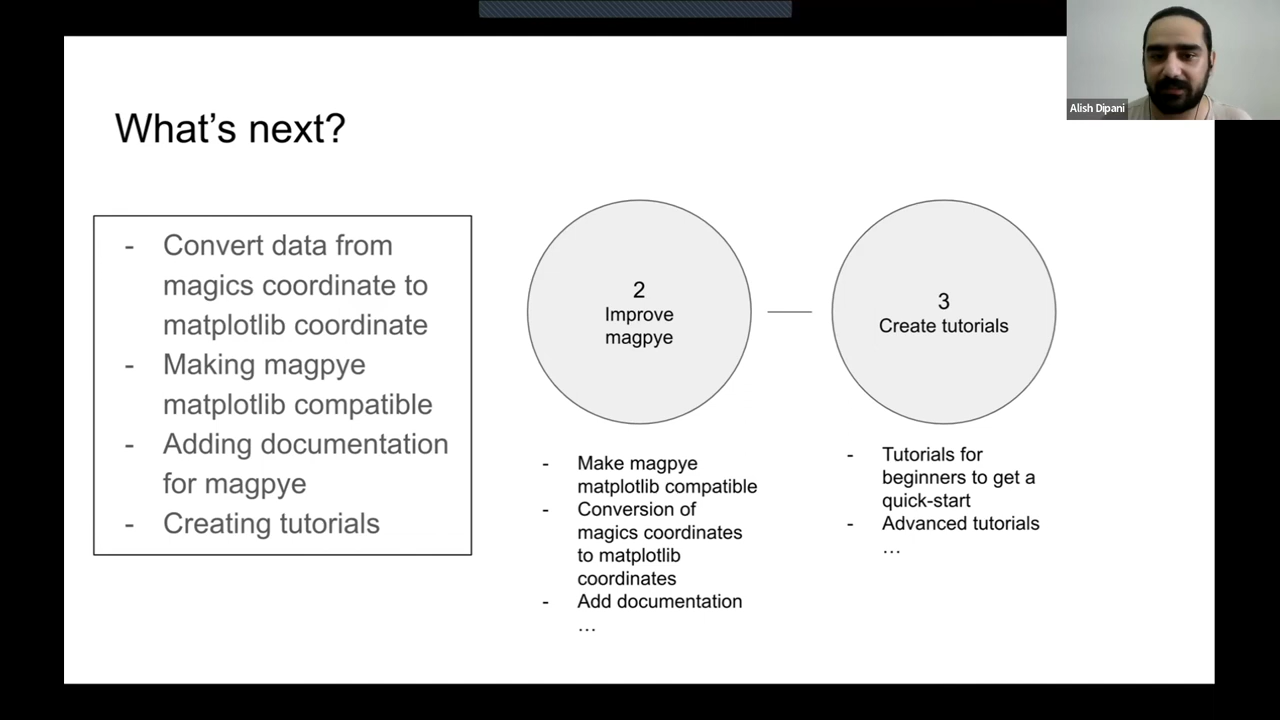 What's next?
- Convert data from
magics coordinate to
matplotlib coordinate
- Making magpye
matplotlib compatible
- Adding documentation
for magpye
- Creating tutorials
2
Improve
magpye
- Make magpye
matplotlib compatible
- Conversion of
magics coordinates
to matplotlib
coordinates
- Add documentation
…
3
Create tutorials
- Tutorials for
beginners to get a
quick-start
- Advanced tutorials
…
Alish Dipani